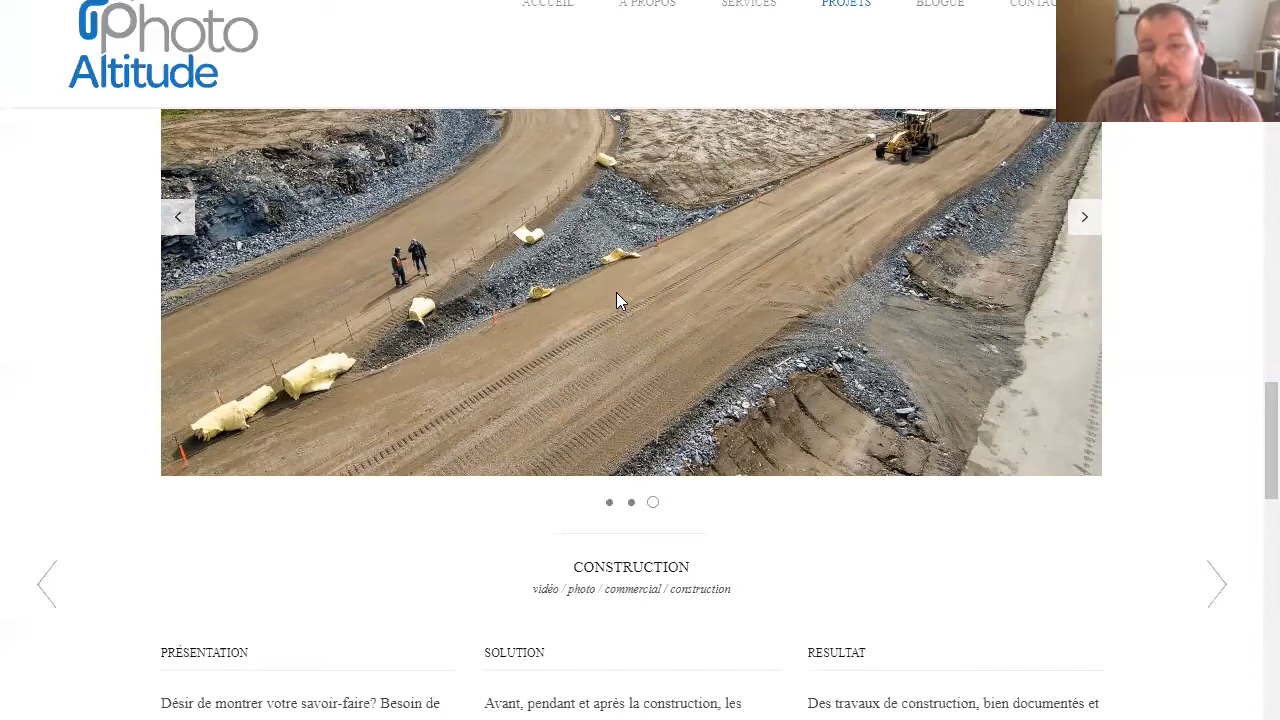 ACCUEIL À PROPOS SERVICES PROJETS BLOGUE
Photo
Altitude
CONSTRUCTION
vidéo / photo / commercial / construction
PRÉSENTATION
SOLUTION
RESULTAT
Désir de montrer votre savoir-faire? Besoin de
Avant, pendant et après la construction, les
Des travaux de construction, bien documentés et